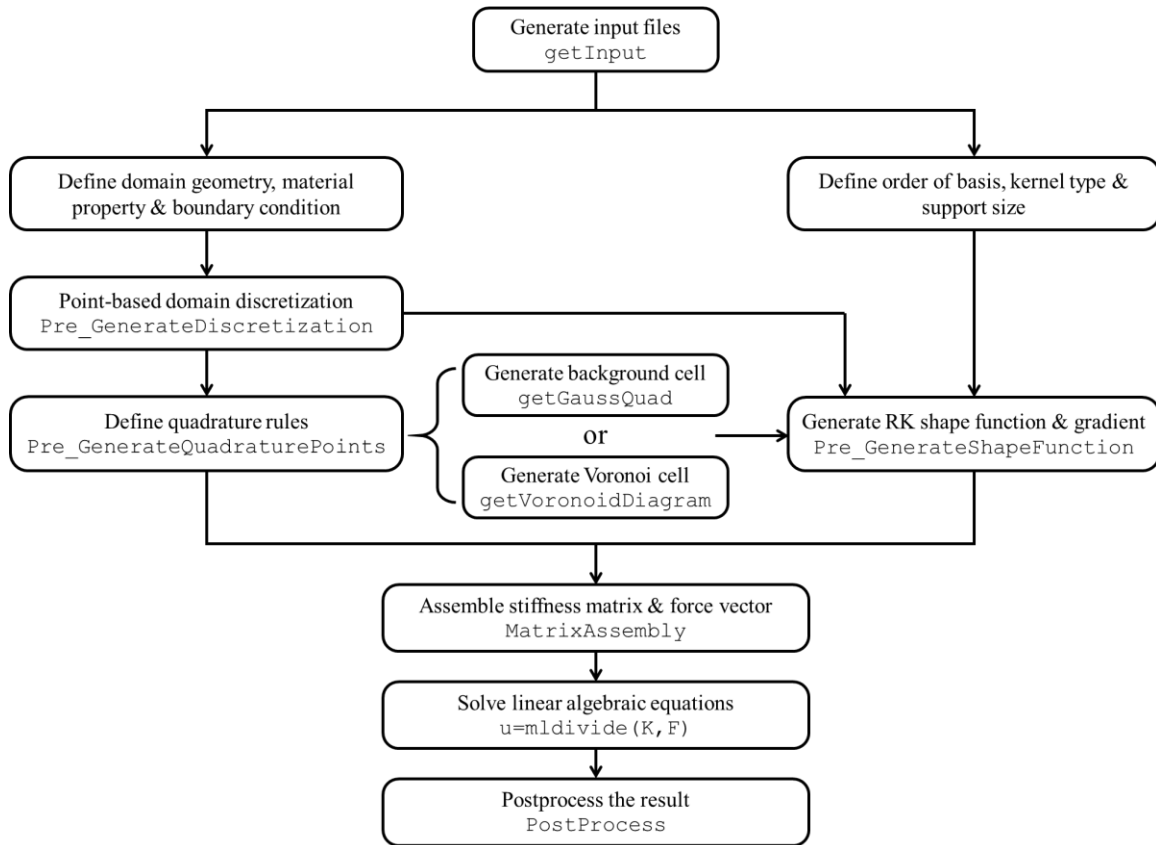 Generate input files
getInput
Define domain geometry, material
property & boundary condition
Define order of basis, kernel type &
support size
Point-based domain discretization
Pre_GenerateDiscretization
Define quadrature rules
Pre_GenerateQuadraturePoints
Generate background cell
getGaussQuad
or
Generate Voronoi cell
getVoronoidDiagram
Generate RK shape function & gradient
Pre_GenerateShapeFunction
Assemble stiffness matrix & force vector
MatrixAssembly
Solve linear algebraic equations
u=mldivide(K,F)
Postprocess the result
PostProcess